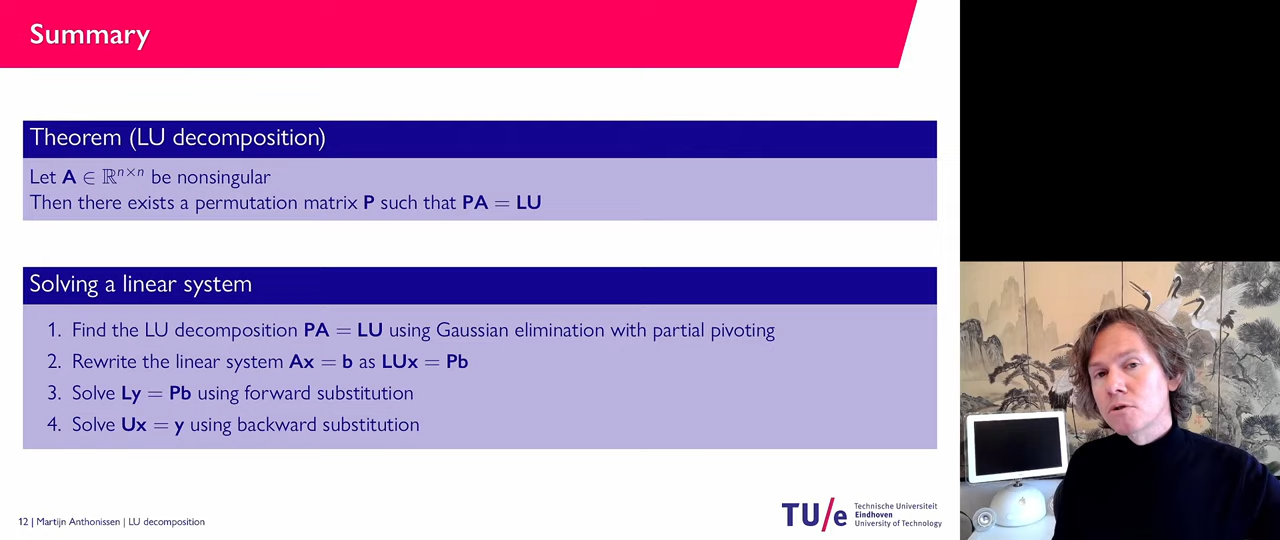 Summary
Theorem (LU decomposition)
Let A ∈ ℝⁿˣⁿ be nonsingular
Then there exists a permutation matrix P such that PA = LU
Solving a linear system
1. Find the LU decomposition PA = LU using Gaussian elimination with partial pivoting
2. Rewrite the linear system Ax = b as LUx = Pb
3. Solve Ly = Pb using forward substitution
4. Solve Ux = y using backward substitution
12 | Martijn Anthonissen | LU decomposition
TU/e
Technische Universiteit
Eindhoven
University of Technology